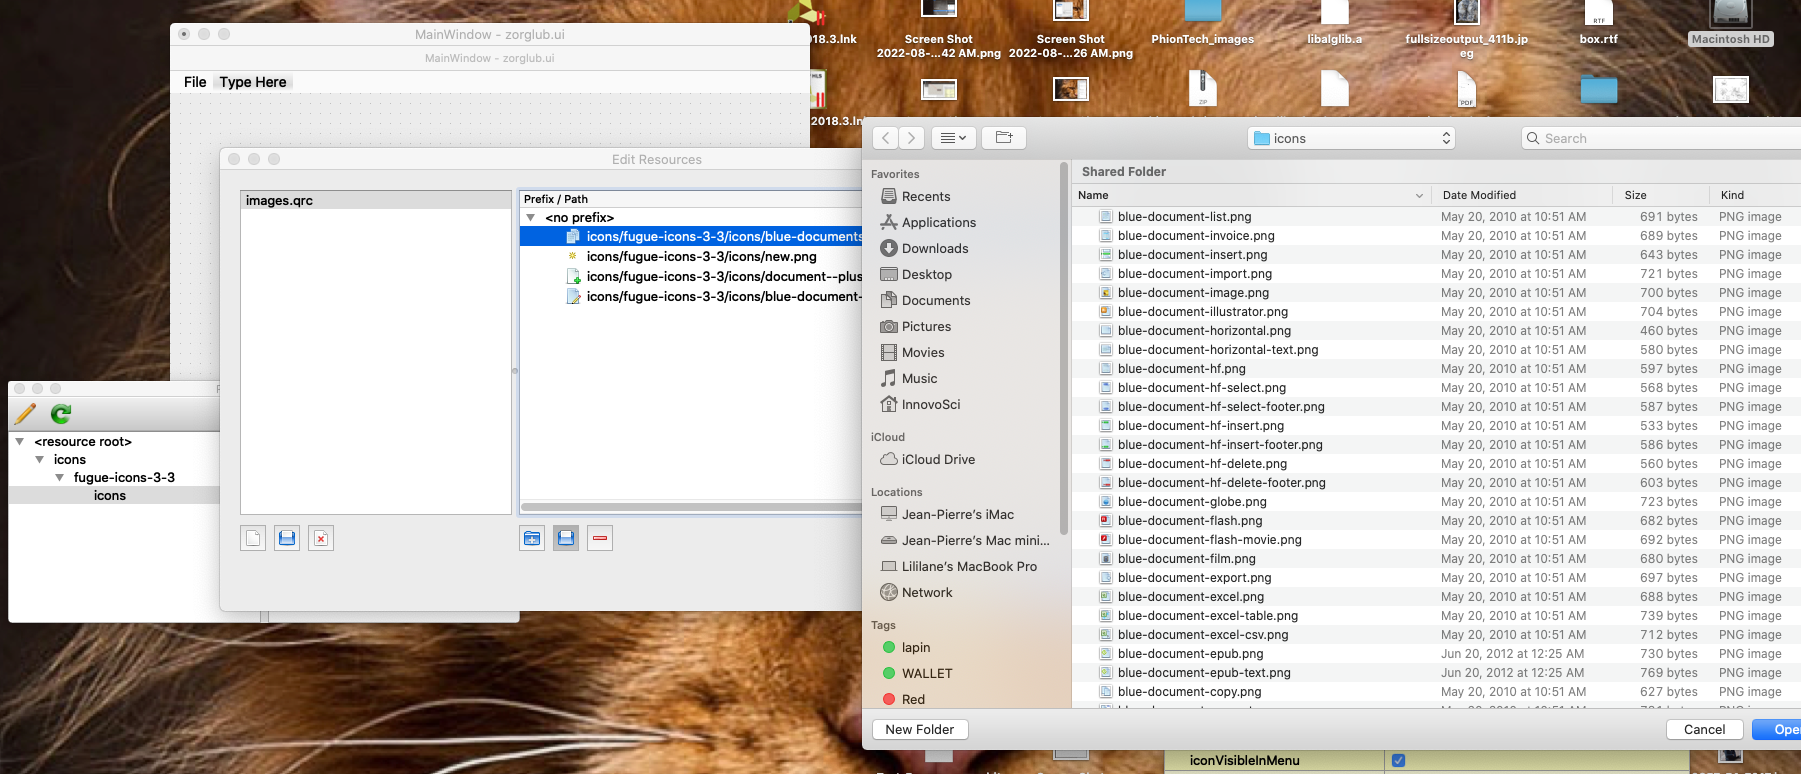 MainWindow - zorglub.ui
MainWindow - zorglub.ui
File Type Here
Screen Shot
2022-08-...42 AM.png
Screen Shot
2022-08-...26 AM.png
PhionTech_images
libalglib.a
fullsizeoutput_411b.jp
eg
box.rtf
Macintosh HD
Edit Resources
images.qrc
Prefix / Path
<no prefix>
icons/fugue-icons-3-3/icons/blue-documents
icons/fugue-icons-3-3/icons/new.png
icons/fugue-icons-3-3/icons/document--plus
icons/fugue-icons-3-3/icons/blue-document-
<resource root>
icons
fugue-icons-3-3
icons
icons
Search
Favorites
Recents
Applications
Downloads
Desktop
Documents
Pictures
Movies
Music
InnovoSci
iCloud
iCloud Drive
Locations
Jean-Pierre's iMac
Jean-Pierre's Mac mini...
Lililane's MacBook Pro
Network
Tags
lapin
WALLET
Red
Shared Folder
Name Date Modified Size Kind
blue-document-list.png May 20, 2010 at 10:51 AM 691 bytes PNG image
blue-document-invoice.png May 20, 2010 at 10:51 AM 689 bytes PNG image
blue-document-insert.png May 20, 2010 at 10:51 AM 643 bytes PNG image
blue-document-import.png May 20, 2010 at 10:51 AM 721 bytes PNG image
blue-document-image.png May 20, 2010 at 10:51 AM 700 bytes PNG image
blue-document-illustrator.png May 20, 2010 at 10:51 AM 704 bytes PNG image
blue-document-horizontal.png May 20, 2010 at 10:51 AM 460 bytes PNG image
blue-document-horizontal-text.png May 20, 2010 at 10:51 AM 580 bytes PNG image
blue-document-hf.png May 20, 2010 at 10:51 AM 597 bytes PNG image
blue-document-hf-select.png May 20, 2010 at 10:51 AM 568 bytes PNG image
blue-document-hf-select-footer.png May 20, 2010 at 10:51 AM 587 bytes PNG image
blue-document-hf-insert.png May 20, 2010 at 10:51 AM 533 bytes PNG image
blue-document-hf-insert-footer.png May 20, 2010 at 10:51 AM 586 bytes PNG image
blue-document-hf-delete.png May 20, 2010 at 10:51 AM 560 bytes PNG image
blue-document-hf-delete-footer.png May 20, 2010 at 10:51 AM 603 bytes PNG image
blue-document-globe.png May 20, 2010 at 10:51 AM 723 bytes PNG image
blue-document-flash.png May 20, 2010 at 10:51 AM 682 bytes PNG image
blue-document-flash-movie.png May 20, 2010 at 10:51 AM 692 bytes PNG image
blue-document-film.png May 20, 2010 at 10:51 AM 680 bytes PNG image
blue-document-export.png May 20, 2010 at 10:51 AM 697 bytes PNG image
blue-document-excel.png May 20, 2010 at 10:51 AM 688 bytes PNG image
blue-document-excel-table.png May 20, 2010 at 10:51 AM 739 bytes PNG image
blue-document-excel-csv.png May 20, 2010 at 10:51 AM 712 bytes PNG image
blue-document-epub.png Jun 20, 2012 at 12:25 AM 730 bytes PNG image
blue-document-epub-text.png Jun 20, 2012 at 12:25 AM 769 bytes PNG image
blue-document-copy.png May 20, 2010 at 10:51 AM 627 bytes PNG image
New Folder
Cancel
iconVisibleInMenu